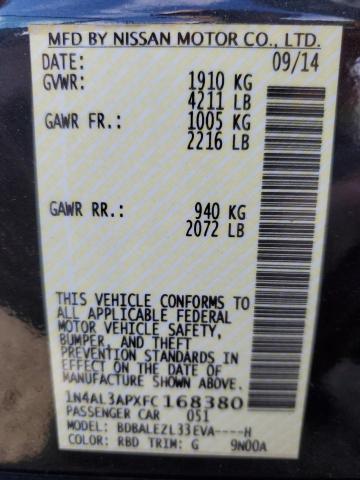 MFD BY NISSAN MOTOR CO., LTD.
DATE: 09/14
GVWR: 1910 KG
4211 LB
GAWR FR.: 1005 KG
2216 LB
GAWR RR.: 940 KG
2072 LB
THIS VEHICLE CONFORMS TO
ALL APPLICABLE FEDERAL
MOTOR VEHICLE SAFETY,
BUMPER, AND THEFT
PREVENTION STANDARDS IN
EFFECT ON THE DATE OF
MANUFACTURE SHOWN ABOVE.
1N4AL3APXFC168380
PASSENGER CAR 051
MODEL: BDBALEZL33EVA----H
COLOR: RBD TRIM: G 9N00A